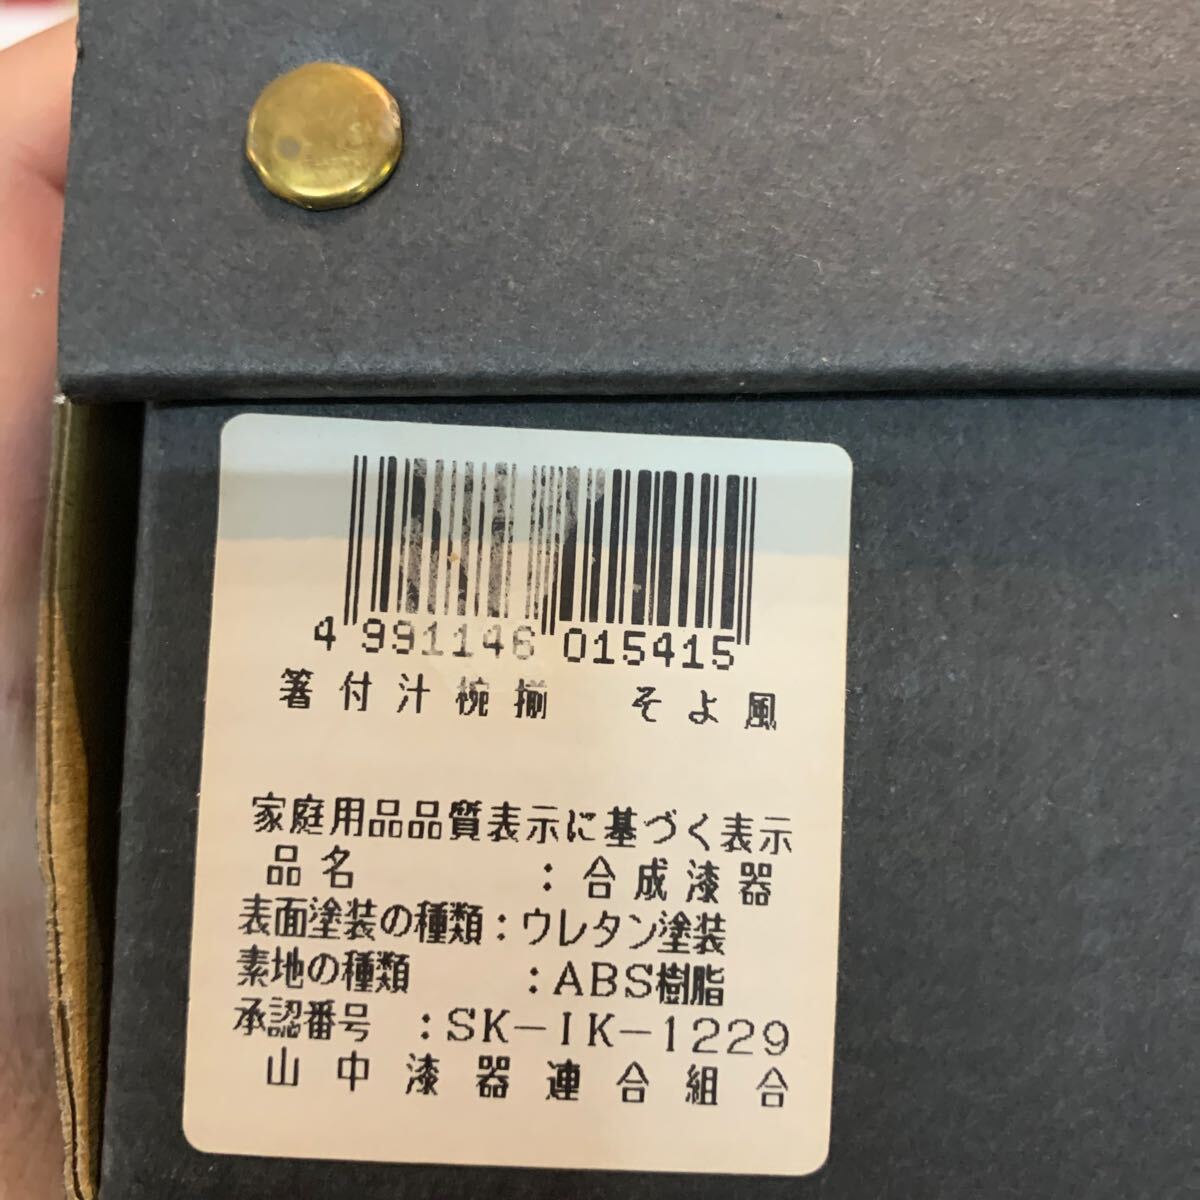 4 991146 015415
箸付汁椀揃 そよ風
家庭用品品質表示に基づく表示
品名 : 合成漆器
表面塗装の種類 : ウレタン塗装
素地の種類 : ABS樹脂
承認番号 : SK-IK-1229
山中漆器連合組合